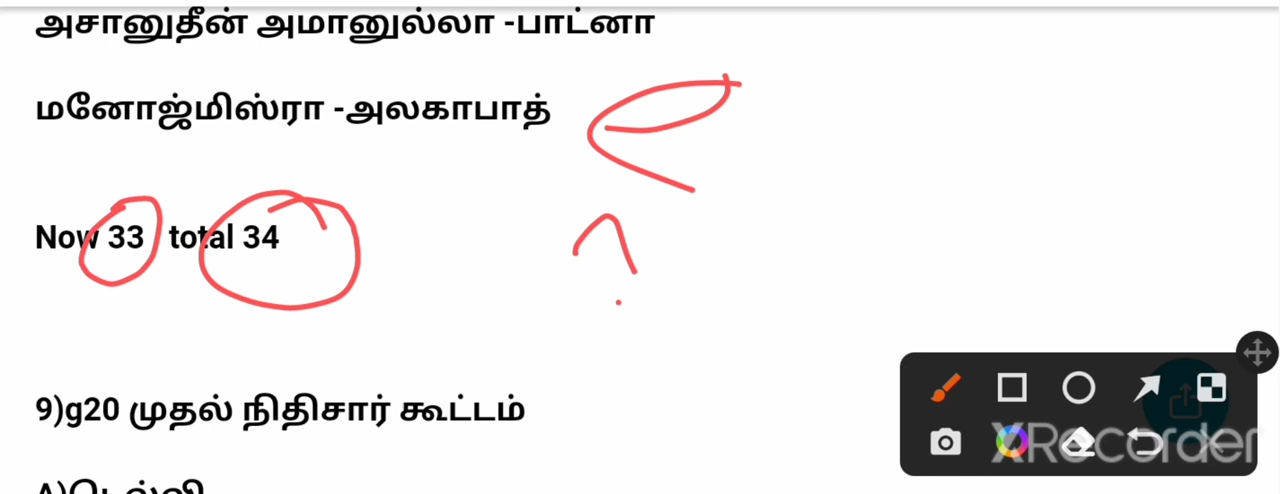 அசானுதீன் அமானுல்லா -பாட்னா
மனோஜ்மிஸ்ரா -அலகாபாத்
Now 33 total 34
?
9)g20 முதல் நிதிசார் கூட்டம்
A)டெல்லி
XRecorder